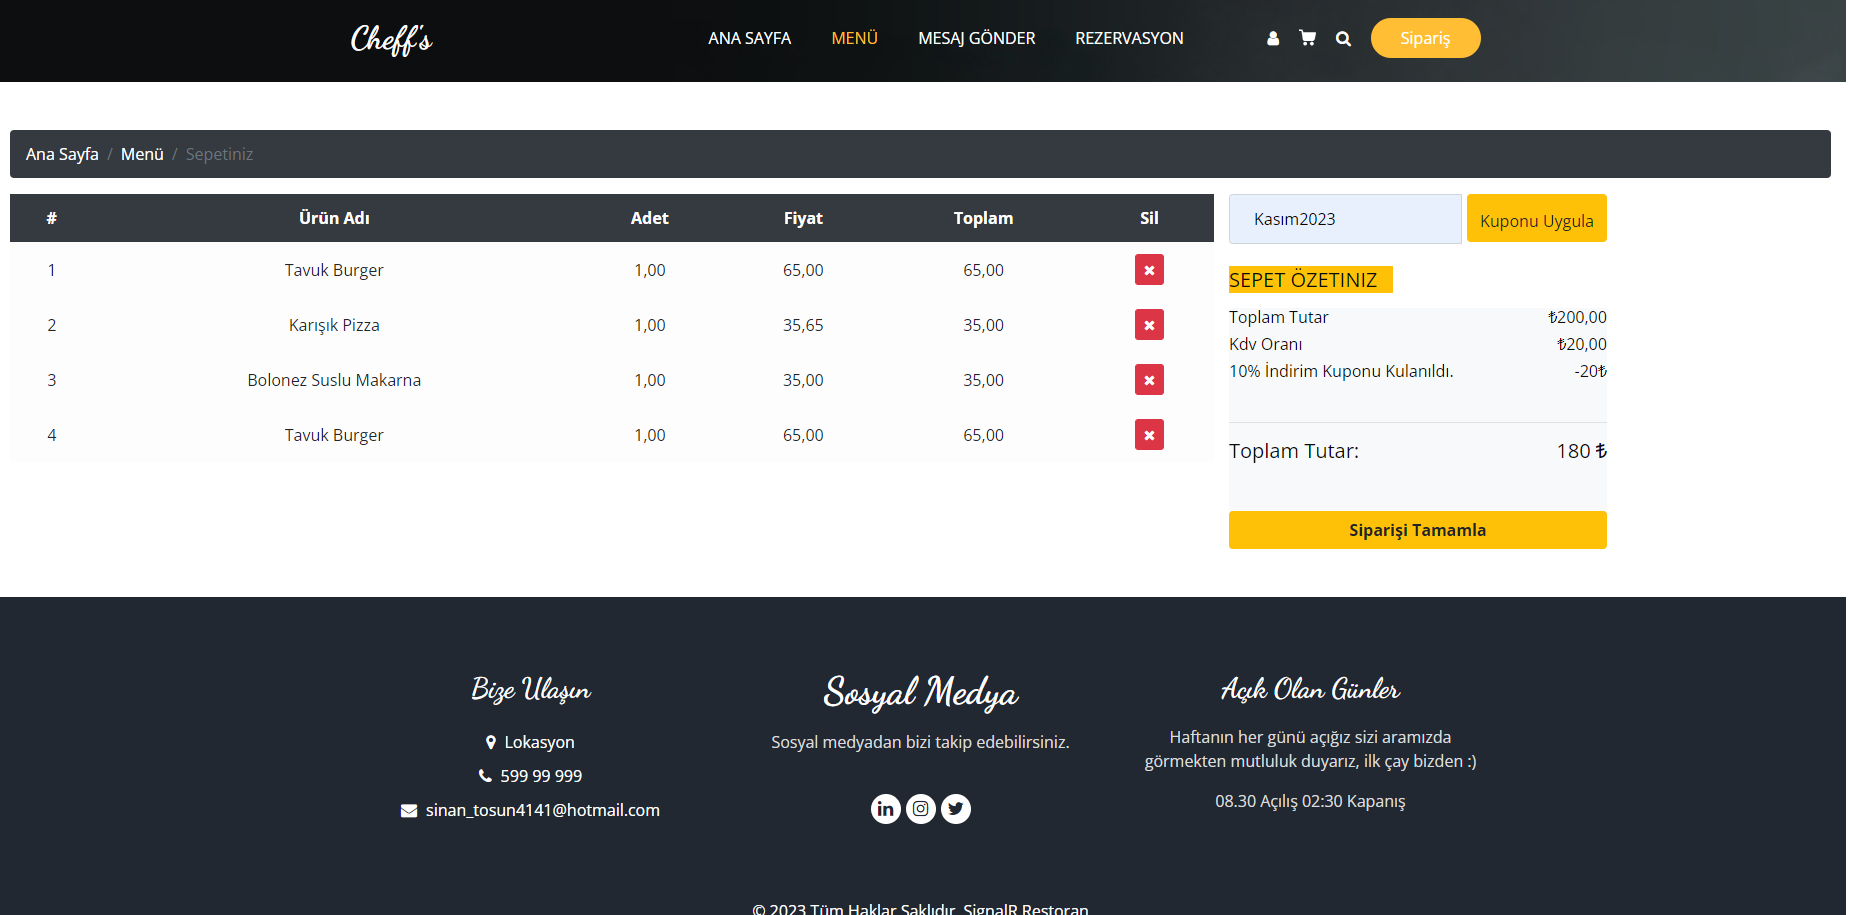 Cheff's
ANA SAYFA MENÜ MESAJ GÖNDER REZERVASYON Sipariş
Ana Sayfa / Menü / Sepetiniz
# Ürün Adı Adet Fiyat Toplam Sil
1 Tavuk Burger 1,00 65,00 65,00
2 Karışık Pizza 1,00 35,65 35,00
3 Bolonez Suslu Makarna 1,00 35,00 35,00
4 Tavuk Burger 1,00 65,00 65,00
Kasım2023 Kuponu Uygula
SEPET ÖZETINIZ
Toplam Tutar ₺200,00
Kdv Oranı ₺20,00
10% İndirim Kuponu Kulanıldı. -20₺
Toplam Tutar: 180 ₺
Siparişi Tamamla
Bize Ulaşın
Lokasyon
599 99 999
sinan_tosun4141@hotmail.com
Sosyal Medya
Sosyal medyadan bizi takip edebilirsiniz.
Açık Olan Günler
Haftanın her günü açığız sizi aramızda
görmekten mutluluk duyarız, ilk çay bizden :)
08.30 Açılış 02:30 Kapanış
© 2023 Tüm Haklar Saklıdır. SignalR Restoran